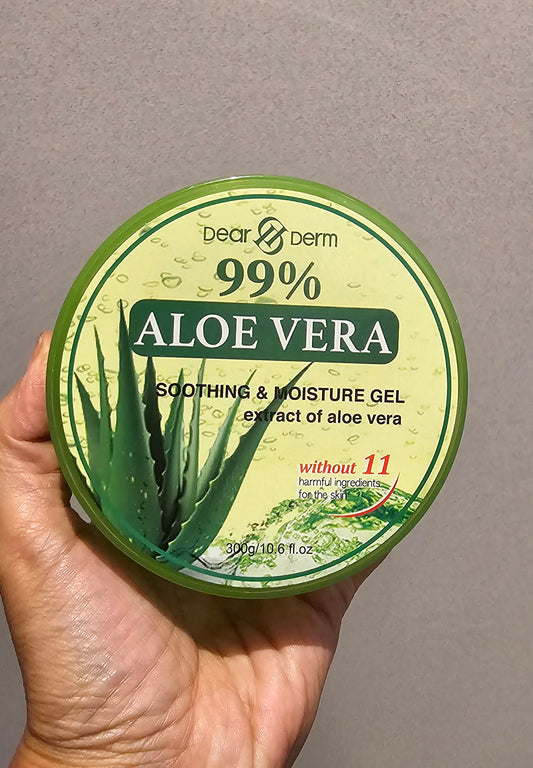 Dear Derm
99%
ALOE VERA
SOOTHING & MOISTURE GEL
extract of aloe vera
without 11
harmful ingredients
for the skin
300g/10.6 fl.oz